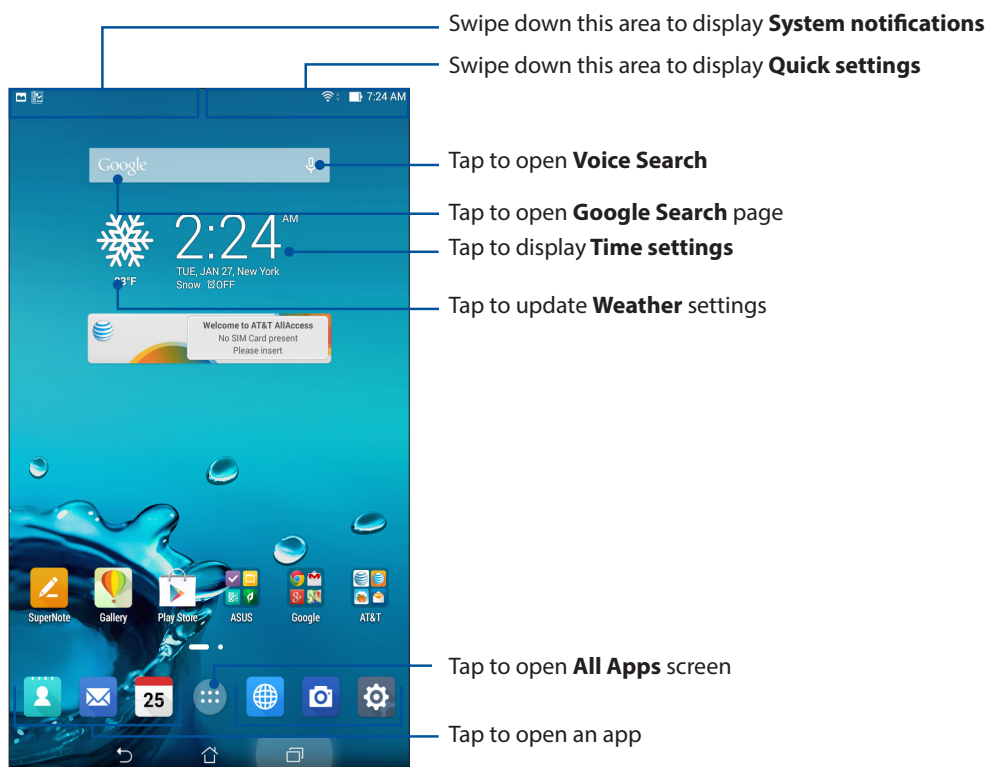 Swipe down this area to display System notifications
Swipe down this area to display Quick settings
7:24 AM
Google
Tap to open Voice Search
Tap to open Google Search page
2:24 AM
Tap to display Time settings
TUE, JAN 27, New York
Snow OFF
Tap to update Weather settings
Welcome to AT&T AllAccess
No SIM Card present
Please insert
SuperNote
Gallery
Play Store
ASUS
Google
AT&T
Tap to open All Apps screen
25
Tap to open an app